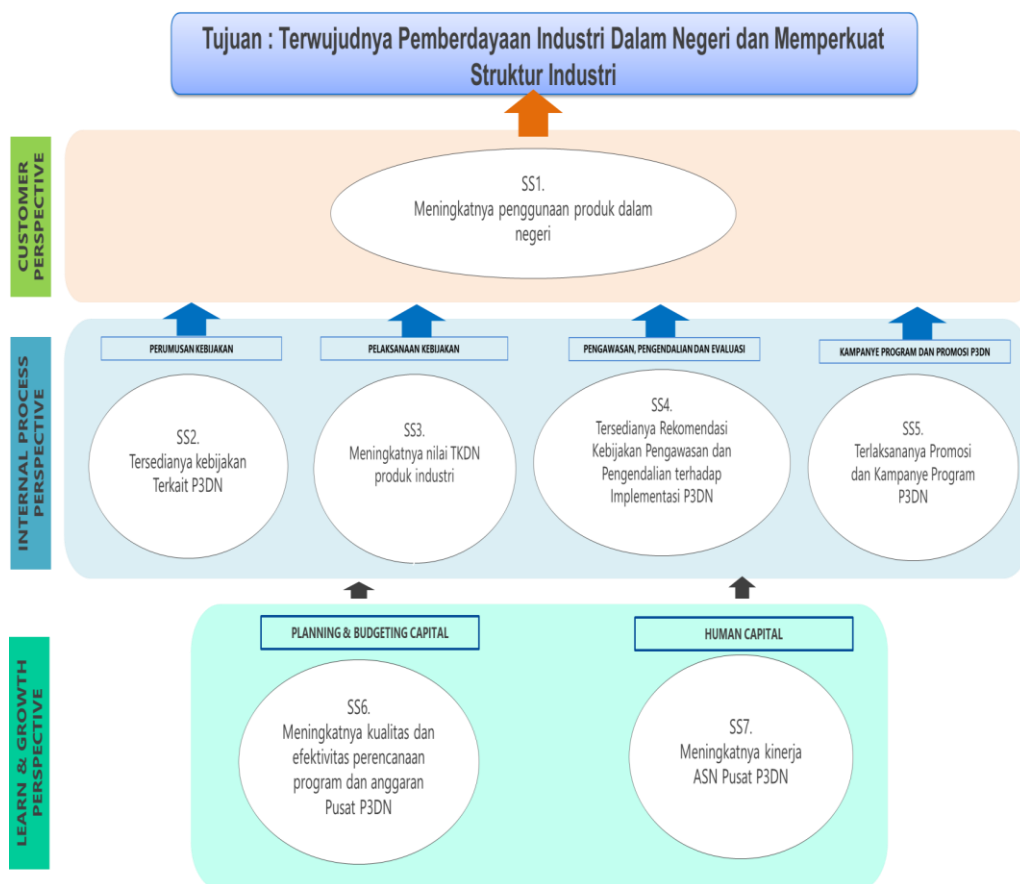 Tujuan : Terwujudnya Pemberdayaan Industri Dalam Negeri dan Memperkuat
Struktur Industri
CUSTOMER
PERSPECTIVE
SS1.
Meningkatnya penggunaan produk dalam
negeri
INTERNAL PROCESS
PERSPECTIVE
PERUMUSAN KEBIJAKAN
SS2.
Tersedianya kebijakan
Terkait P3DN
PELAKSANAAN KEBIJAKAN
SS3.
Meningkatnya nilai TKDN
produk industri
PENGAWASAN, PENGENDALIAN DAN EVALUASI
SS4.
Tersedianya Rekomendasi
Kebijakan Pengawasan dan
Pengendalian terhadap
Implementasi P3DN
KAMPANYE PROGRAM DAN PROMOSI P3DN
SS5.
Terlaksananya Promosi
dan Kampanye Program
P3DN
LEARN & GROWTH
PERSPECTIVE
PLANNING & BUDGETING CAPITAL
SS6.
Meningkatnya kualitas dan
efektivitas perencanaan
program dan anggaran
Pusat P3DN
HUMAN CAPITAL
SS7.
Meningkatnya kinerja
ASN Pusat P3DN